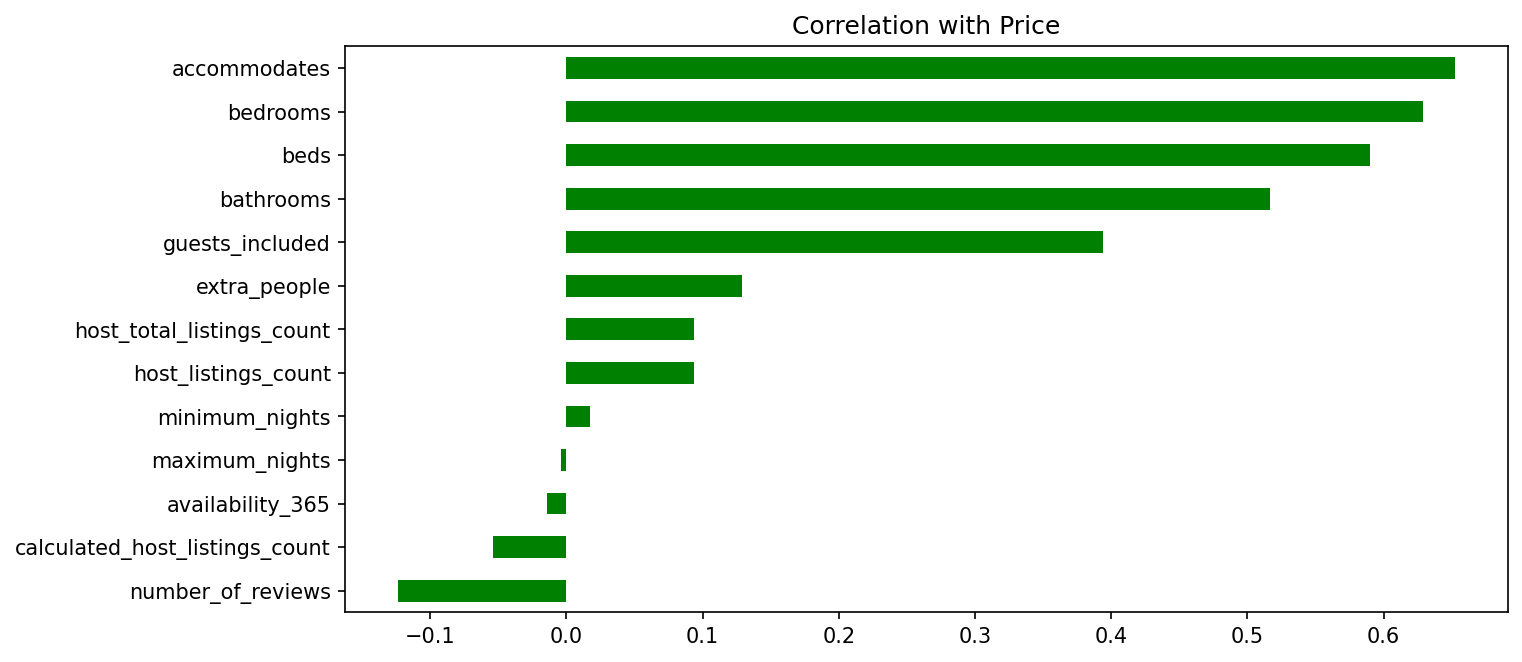 Correlation with Price
accommodates
bedrooms
beds
bathrooms
guests_included
extra_people
host_total_listings_count
host_listings_count
minimum_nights
maximum_nights
availability_365
calculated_host_listings_count
number_of_reviews
−0.1 0.0 0.1 0.2 0.3 0.4 0.5 0.6